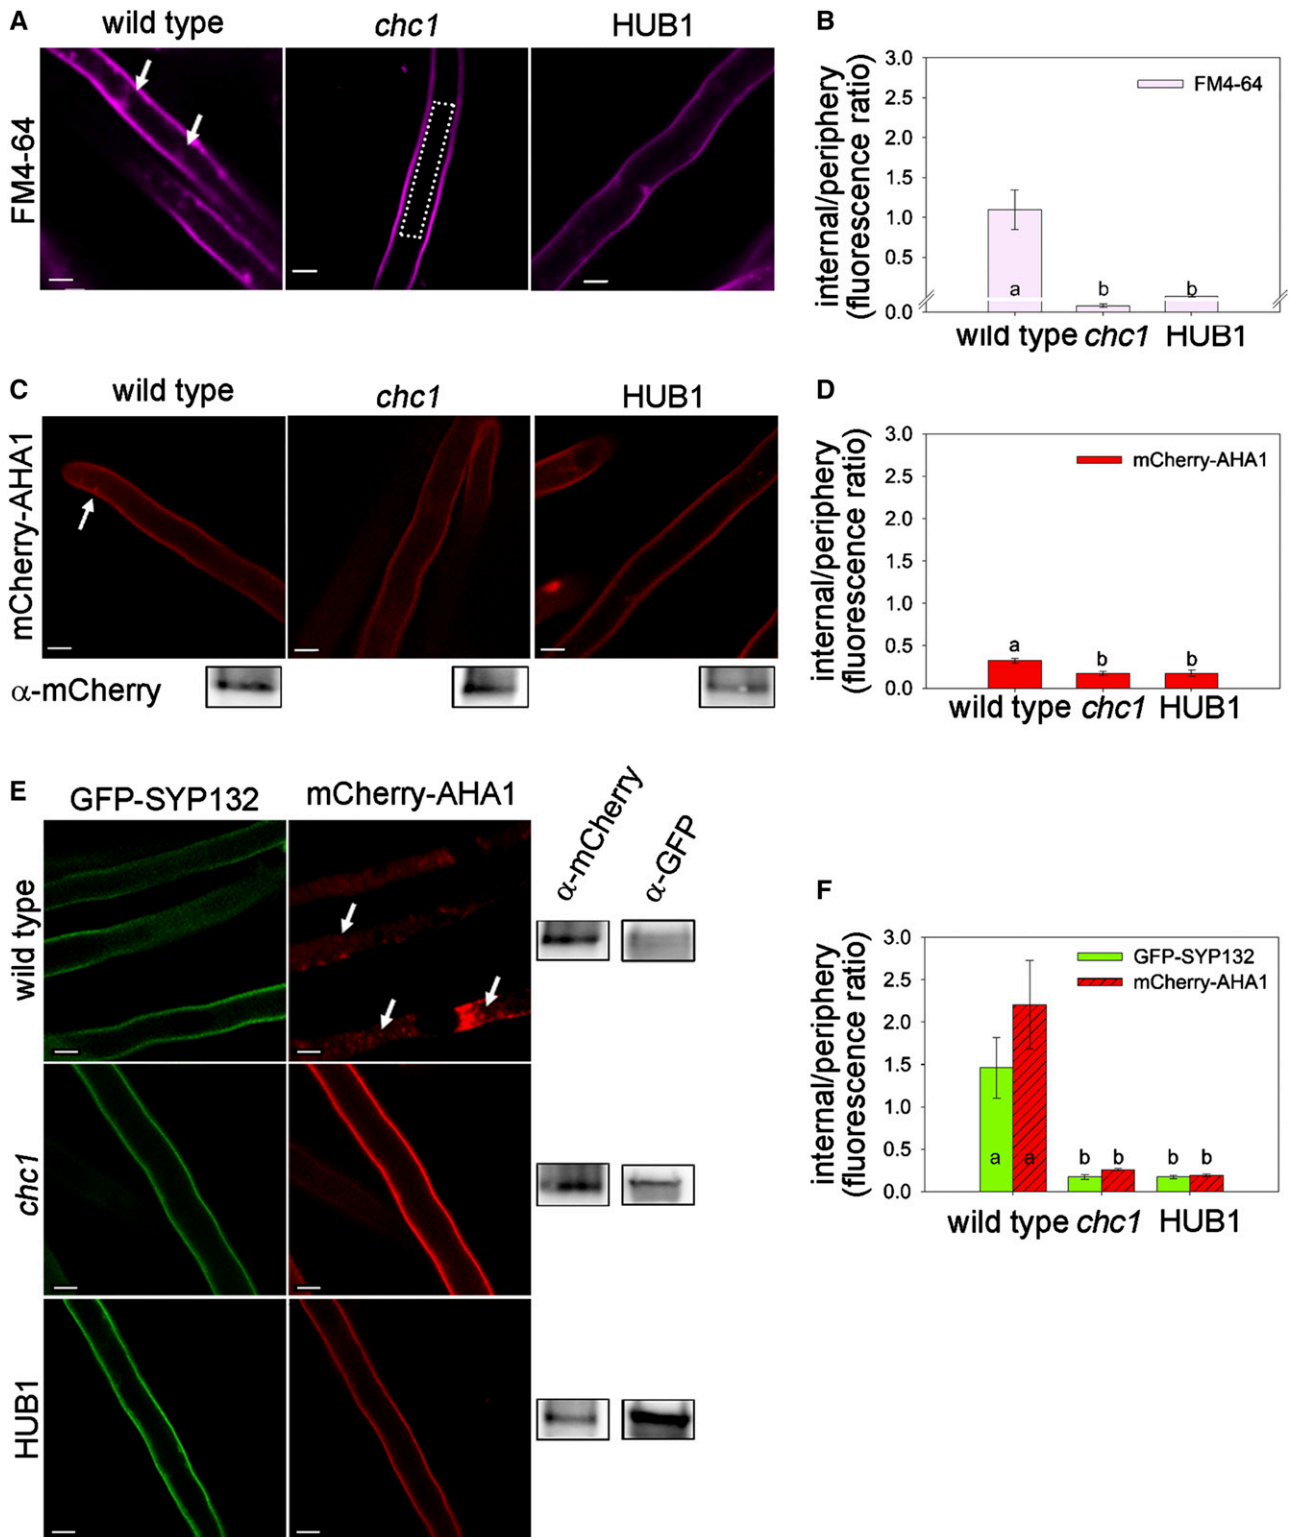 A
wild type
chc1
HUB1
FM4-64
B
internal/periphery
(fluorescence ratio)
3.0
2.5
2.0
1.5
1.0
0.5
0.0
FM4-64
a
b
b
wild type chc1 HUB1
C
wild type
chc1
HUB1
mCherry-AHA1
α-mCherry
D
internal/periphery
(fluorescence ratio)
3.0
2.5
2.0
1.5
1.0
0.5
0.0
mCherry-AHA1
a
b
b
wild type chc1 HUB1
E
GFP-SYP132
mCherry-AHA1
α-mCherry
α-GFP
wild type
chc1
HUB1
F
internal/periphery
(fluorescence ratio)
3.0
2.5
2.0
1.5
1.0
0.5
0.0
GFP-SYP132
mCherry-AHA1
a
a
b
b
b
b
wild type chc1 HUB1